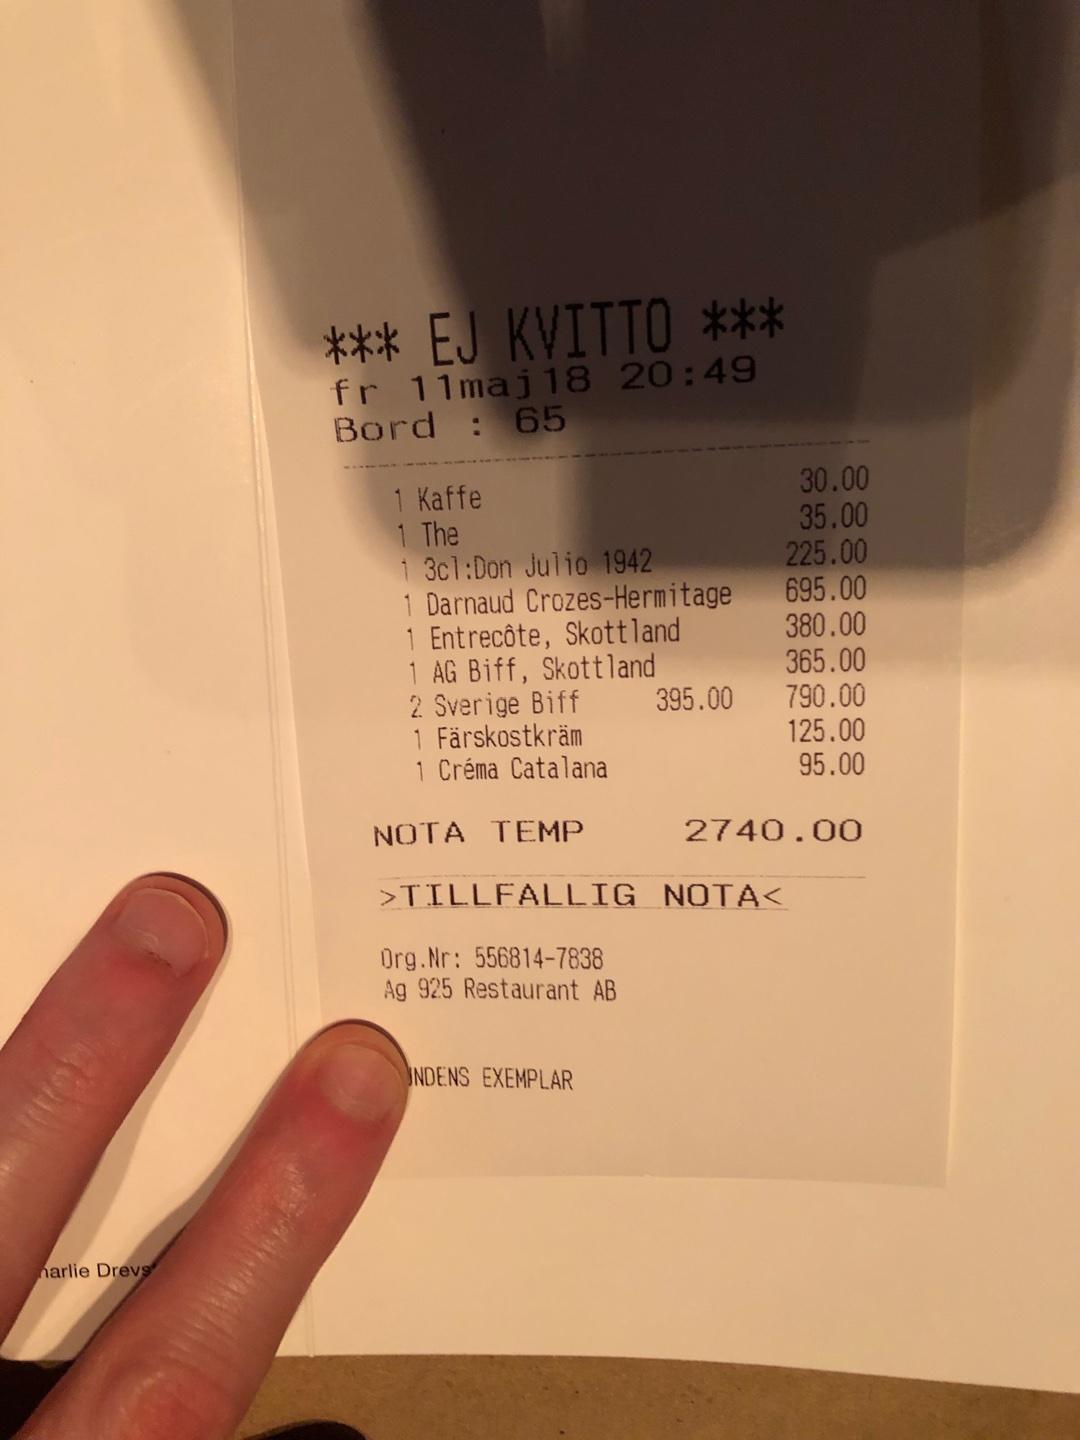 *** EJ KVITTO ***
fr 11maj18 20:49
Bord : 65
1 Kaffe 30.00
1 The 35.00
1 3cl:Don Julio 1942 225.00
1 Darnaud Crozes-Hermitage 695.00
1 Entrecôte, Skottland 380.00
1 AG Biff, Skottland 365.00
2 Sverige Biff 395.00 790.00
1 Färskostkräm 125.00
1 Créma Catalana 95.00
NOTA TEMP 2740.00
>TILLFALLIG NOTA<
Org.Nr: 556814-7838
Ag 925 Restaurant AB
EXEMPLAR